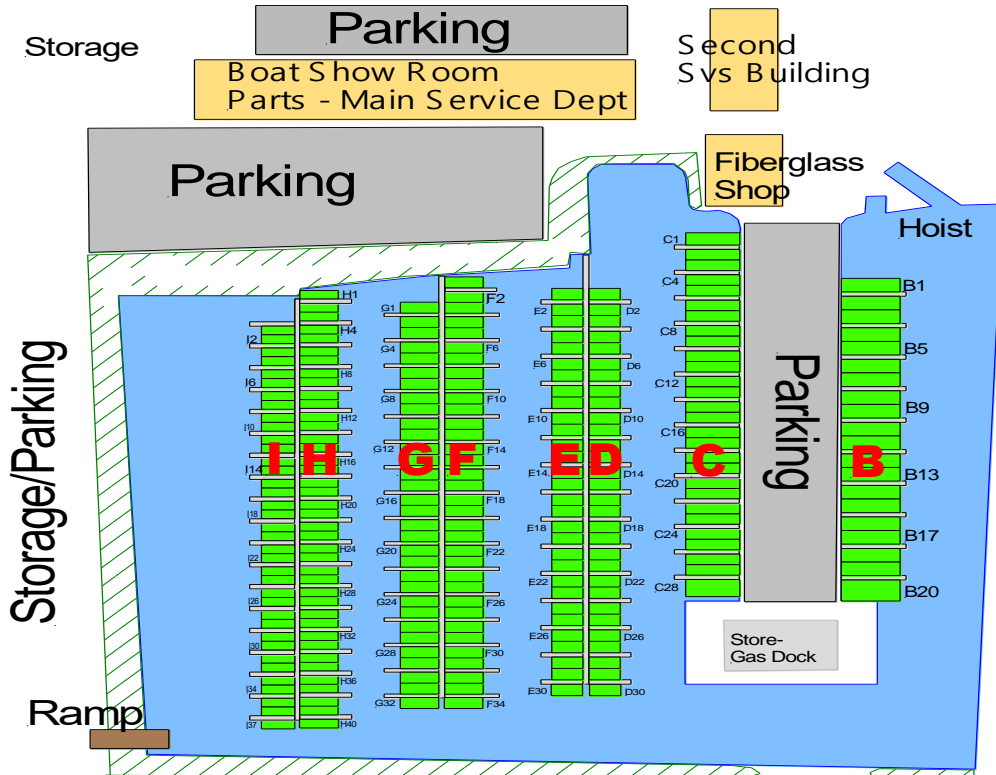 Parking
Storage
Second
Svs Building
Boat Show Room
Parts - Main Service Dept
Parking
Fiberglass
Shop
Hoist
Storage/Parking
Ramp
Parking
Store-
Gas Dock
I H G F E D C B
I2
I6
I10
I14
I18
I22
I26
I30
I34
I37
H1
H4
H8
H12
H16
H20
H24
H28
H32
H36
H40
G1
G4
G8
G12
G16
G20
G24
G28
G32
F2
F6
F10
F14
F18
F22
F26
F30
F34
E2
E6
E10
E14
E18
E22
E26
E30
D2
D6
D10
D14
D18
D22
D26
D30
C1
C4
C8
C12
C16
C20
C24
C28
B1
B5
B9
B13
B17
B20